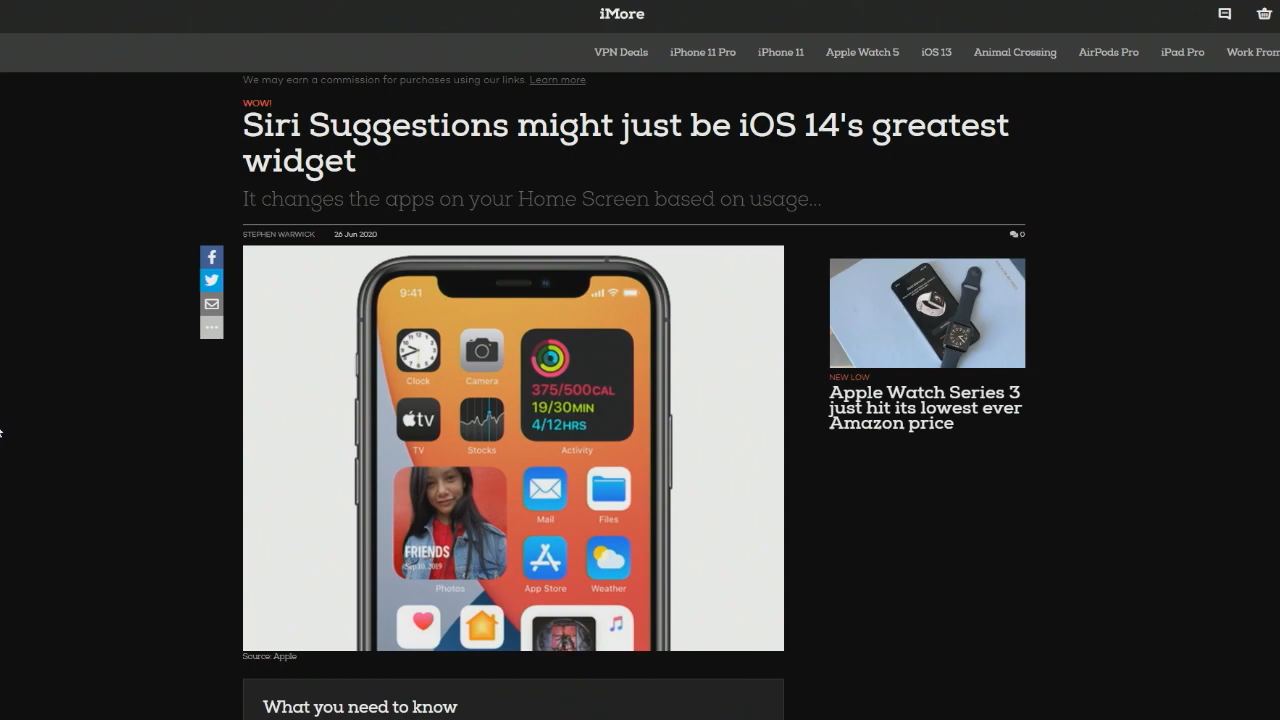 iMore
VPN Deals iPhone 11 Pro iPhone 11 Apple Watch 5 iOS 13 Animal Crossing AirPods Pro iPad Pro Work From
We may earn a commission for purchases using our links. Learn more.
WOW!
Siri Suggestions might just be iOS 14's greatest
widget
It changes the apps on your Home Screen based on usage...
STEPHEN WARWICK 26 Jun 2020 0
9:41
375/500CAL
19/30MIN
4/12HRS
Clock Camera
tv
TV Stocks Activity
FRIENDS
Sep 10, 2019
Mail Files
Photos App Store Weather
Source: Apple
NEW LOW
Apple Watch Series 3
just hit its lowest ever
Amazon price
What you need to know